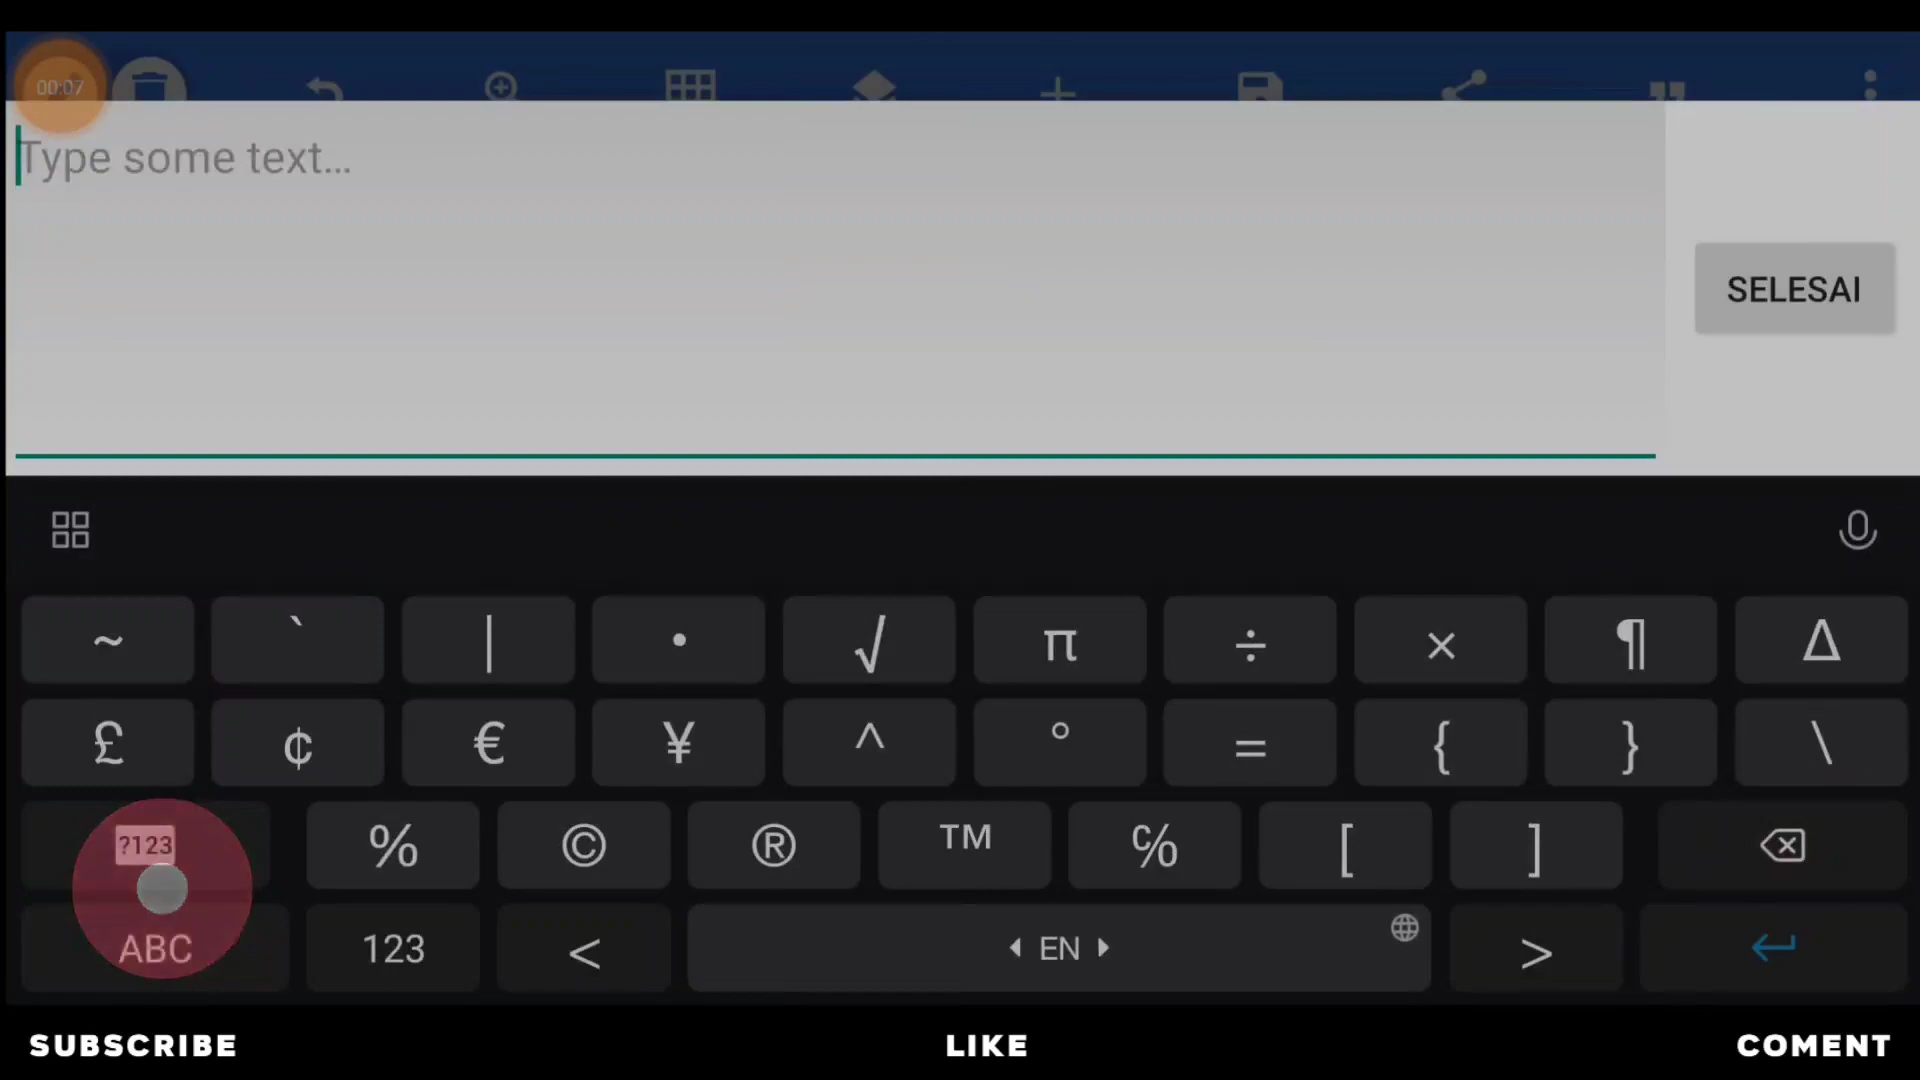 00:07
Type some text...
SELESAI
~ ` | • √ π ÷ × ¶ Δ
£ ¢ € ¥ ^ ° = { } \
?123 % © ® ™ ℅ [ ]
ABC 123 < EN >
SUBSCRIBE LIKE COMENT